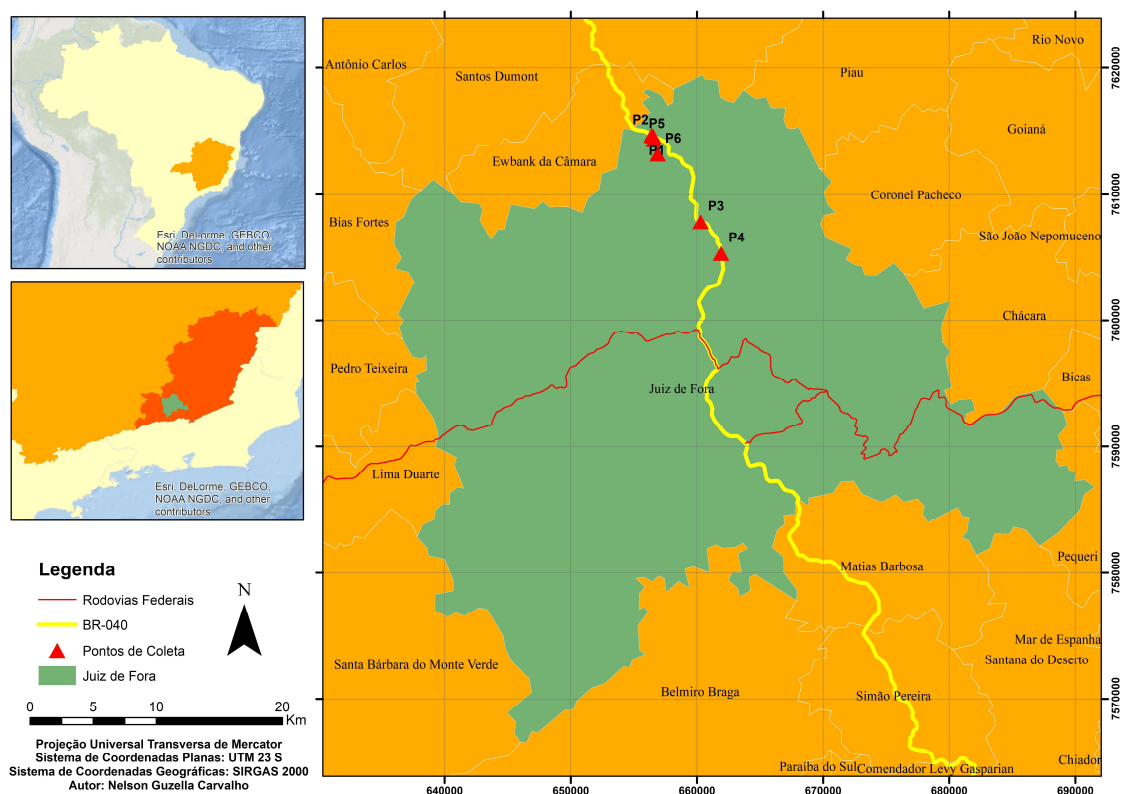 Esri, DeLorme, GEBCO,
NOAA NGDC, and other
contributors
Esri, DeLorme, GEBCO,
NOAA NGDC, and other
contributors
Legenda
Rodovias Federais
BR-040
Pontos de Coleta
Juiz de Fora
N
0 5 10 20
Km
Projeção Universal Transversa de Mercator
Sistema de Coordenadas Planas: UTM 23 S
Sistema de Coordenadas Geográficas: SIRGAS 2000
Autor: Nelson Guzella Carvalho
Rio Novo
Antônio Carlos
Santos Dumont
Piau
P2
P5
P6
P1
Goianá
Ewbank da Câmara
Coronel Pacheco
P3
Bias Fortes
P4
São João Nepomuceno
Chácara
Pedro Teixeira
Bicas
Juiz de Fora
Lima Duarte
Pequeri
Matias Barbosa
Mar de Espanha
Santana do Deserto
Santa Bárbara do Monte Verde
Belmiro Braga
Simão Pereira
Chiador
Paraíba do Sul
Comendador Levy Gasparian
7620000
7610000
7600000
7590000
7580000
7570000
640000 650000 660000 670000 680000 690000